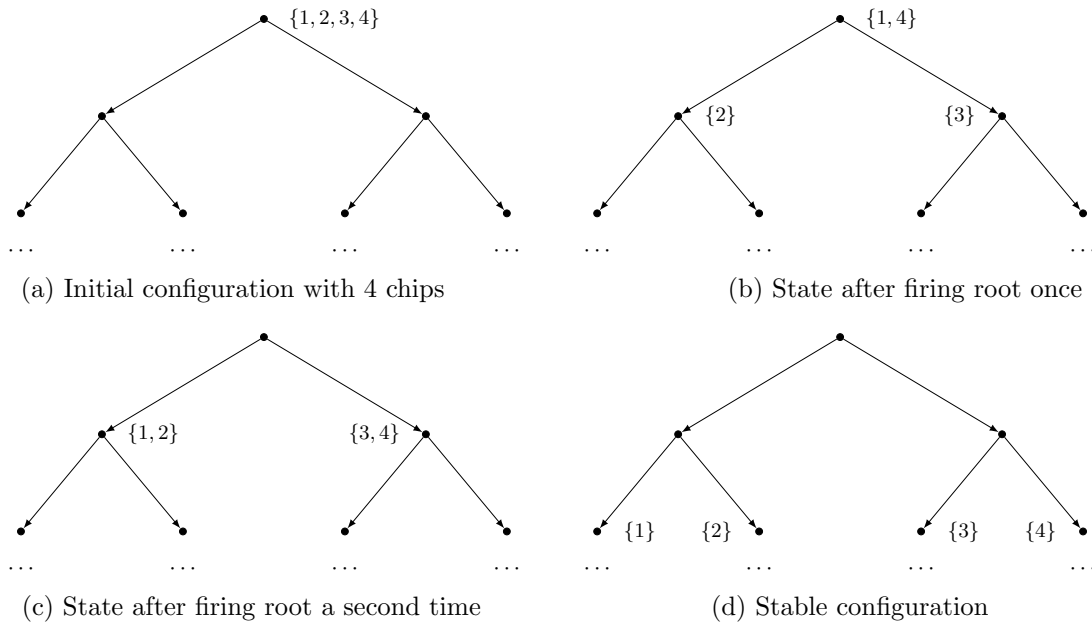 {1, 2, 3, 4}
... ... ... ...
(a) Initial configuration with 4 chips
{1, 4}
{2} {3}
... ... ... ...
(b) State after firing root once
{1, 2} {3, 4}
... ... ... ...
(c) State after firing root a second time
{1} {2} {3} {4}
... ... ... ...
(d) Stable configuration